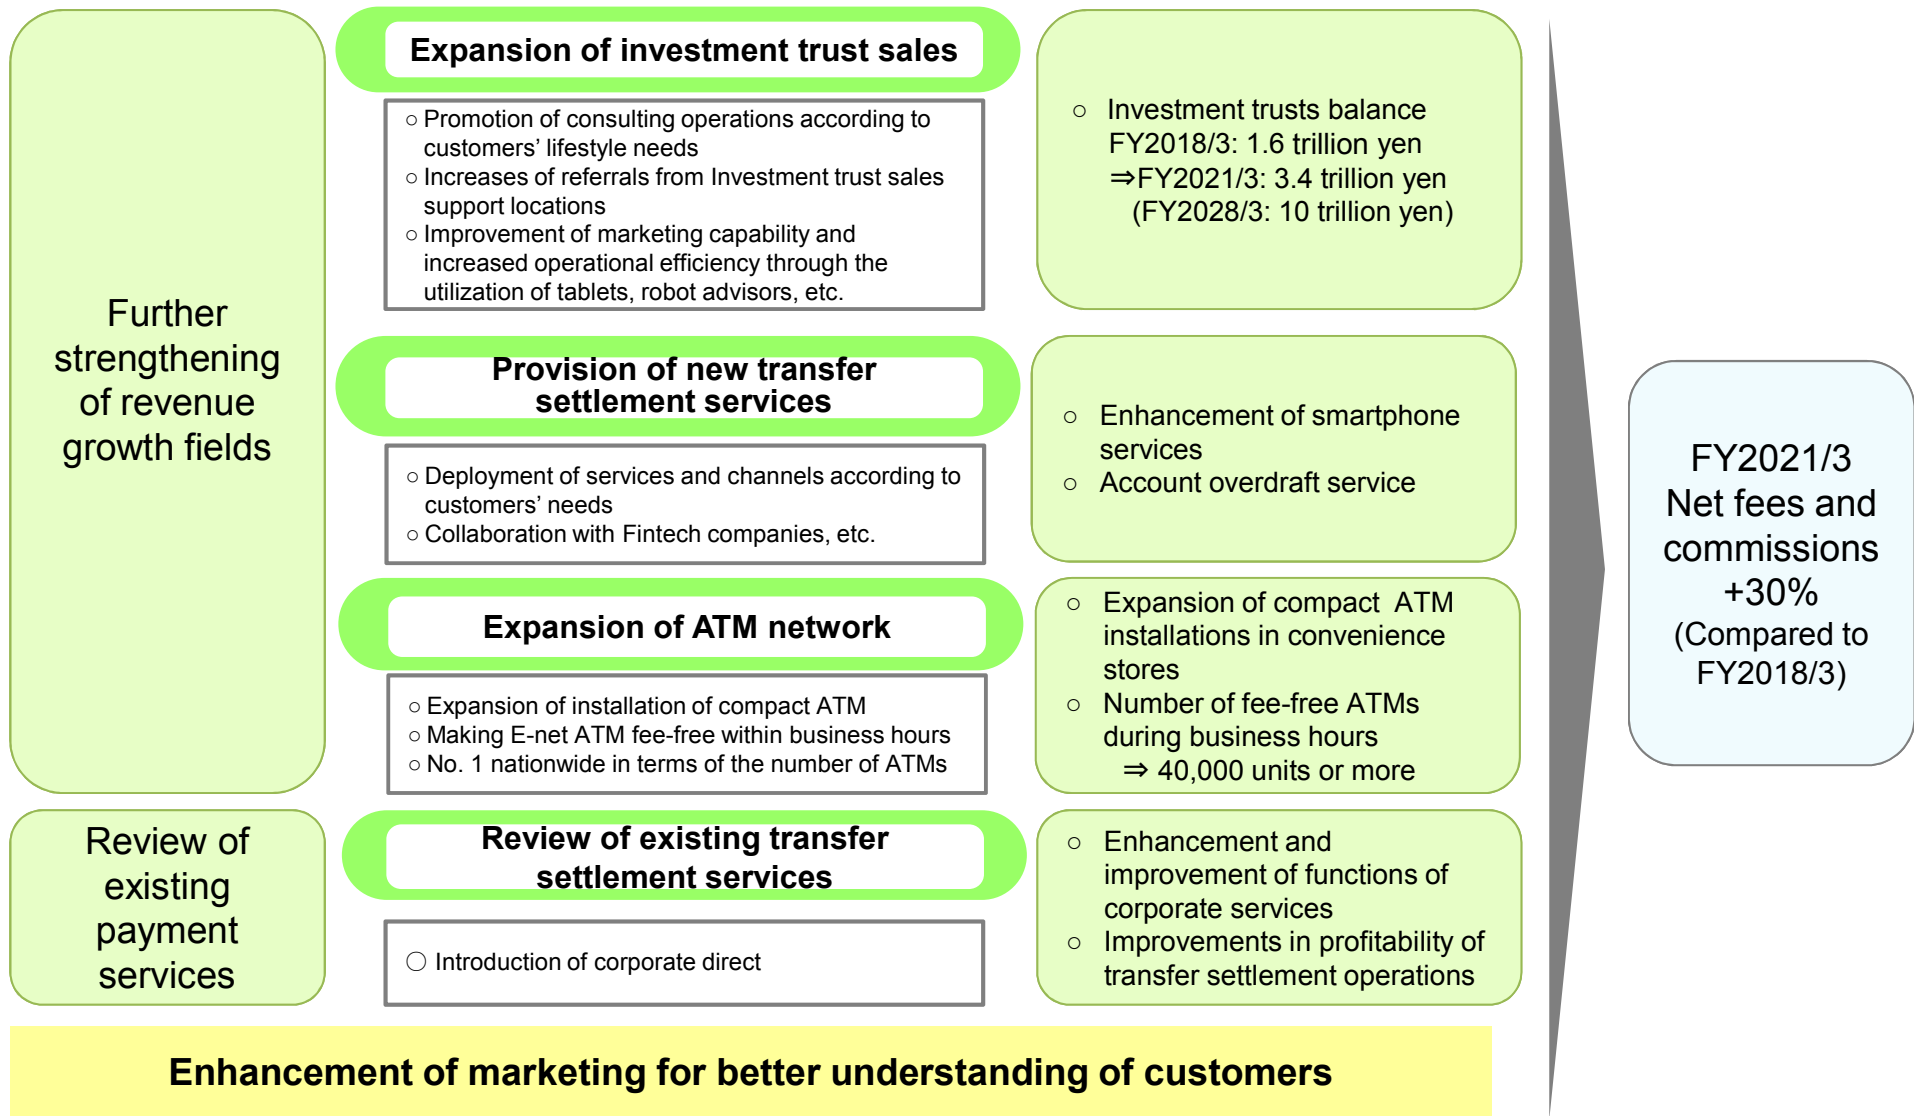 Further
strengthening
of revenue
growth fields
Expansion of investment trust sales
○ Promotion of consulting operations according to
customers’ lifestyle needs
○ Increases of referrals from Investment trust sales
support locations
○ Improvement of marketing capability and
increased operational efficiency through the
utilization of tablets, robot advisors, etc.
○ Investment trusts balance
FY2018/3: 1.6 trillion yen
⇒FY2021/3: 3.4 trillion yen
(FY2028/3: 10 trillion yen)
Provision of new transfer
settlement services
○ Deployment of services and channels according to
customers’ needs
○ Collaboration with Fintech companies, etc.
○ Enhancement of smartphone
services
○ Account overdraft service
Expansion of ATM network
○ Expansion of installation of compact ATM
○ Making E-net ATM fee-free within business hours
○ No. 1 nationwide in terms of the number of ATMs
○ Expansion of compact ATM
installations in convenience
stores
○ Number of fee-free ATMs
during business hours
⇒ 40,000 units or more
Review of
existing
payment
services
Review of existing transfer
settlement services
○ Introduction of corporate direct
○ Enhancement and
improvement of functions of
corporate services
○ Improvements in profitability of
transfer settlement operations
FY2021/3
Net fees and
commissions
+30%
(Compared to
FY2018/3)
Enhancement of marketing for better understanding of customers